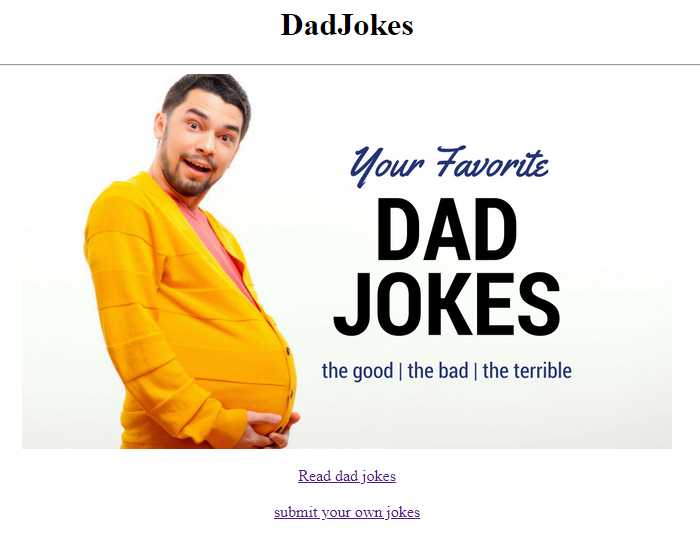 DadJokes
Your Favorite
DAD
JOKES
the good | the bad | the terrible
Read dad jokes
submit your own jokes